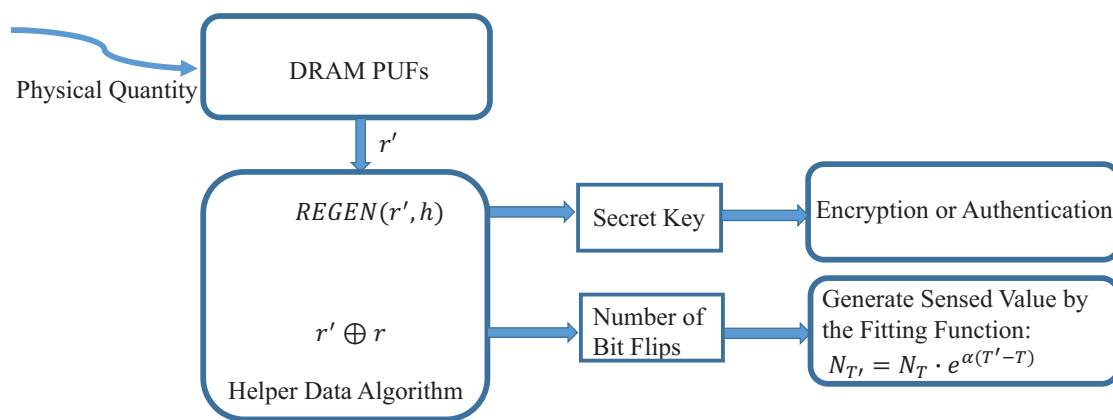 Physical Quantity
DRAM PUFs
r′
REGEN(r′, h)
Secret Key
Encryption or Authentication
r′ ⊕ r
Helper Data Algorithm
Number of
Bit Flips
Generate Sensed Value by
the Fitting Function:
N_{T′} = N_T · e^{α(T′−T)}